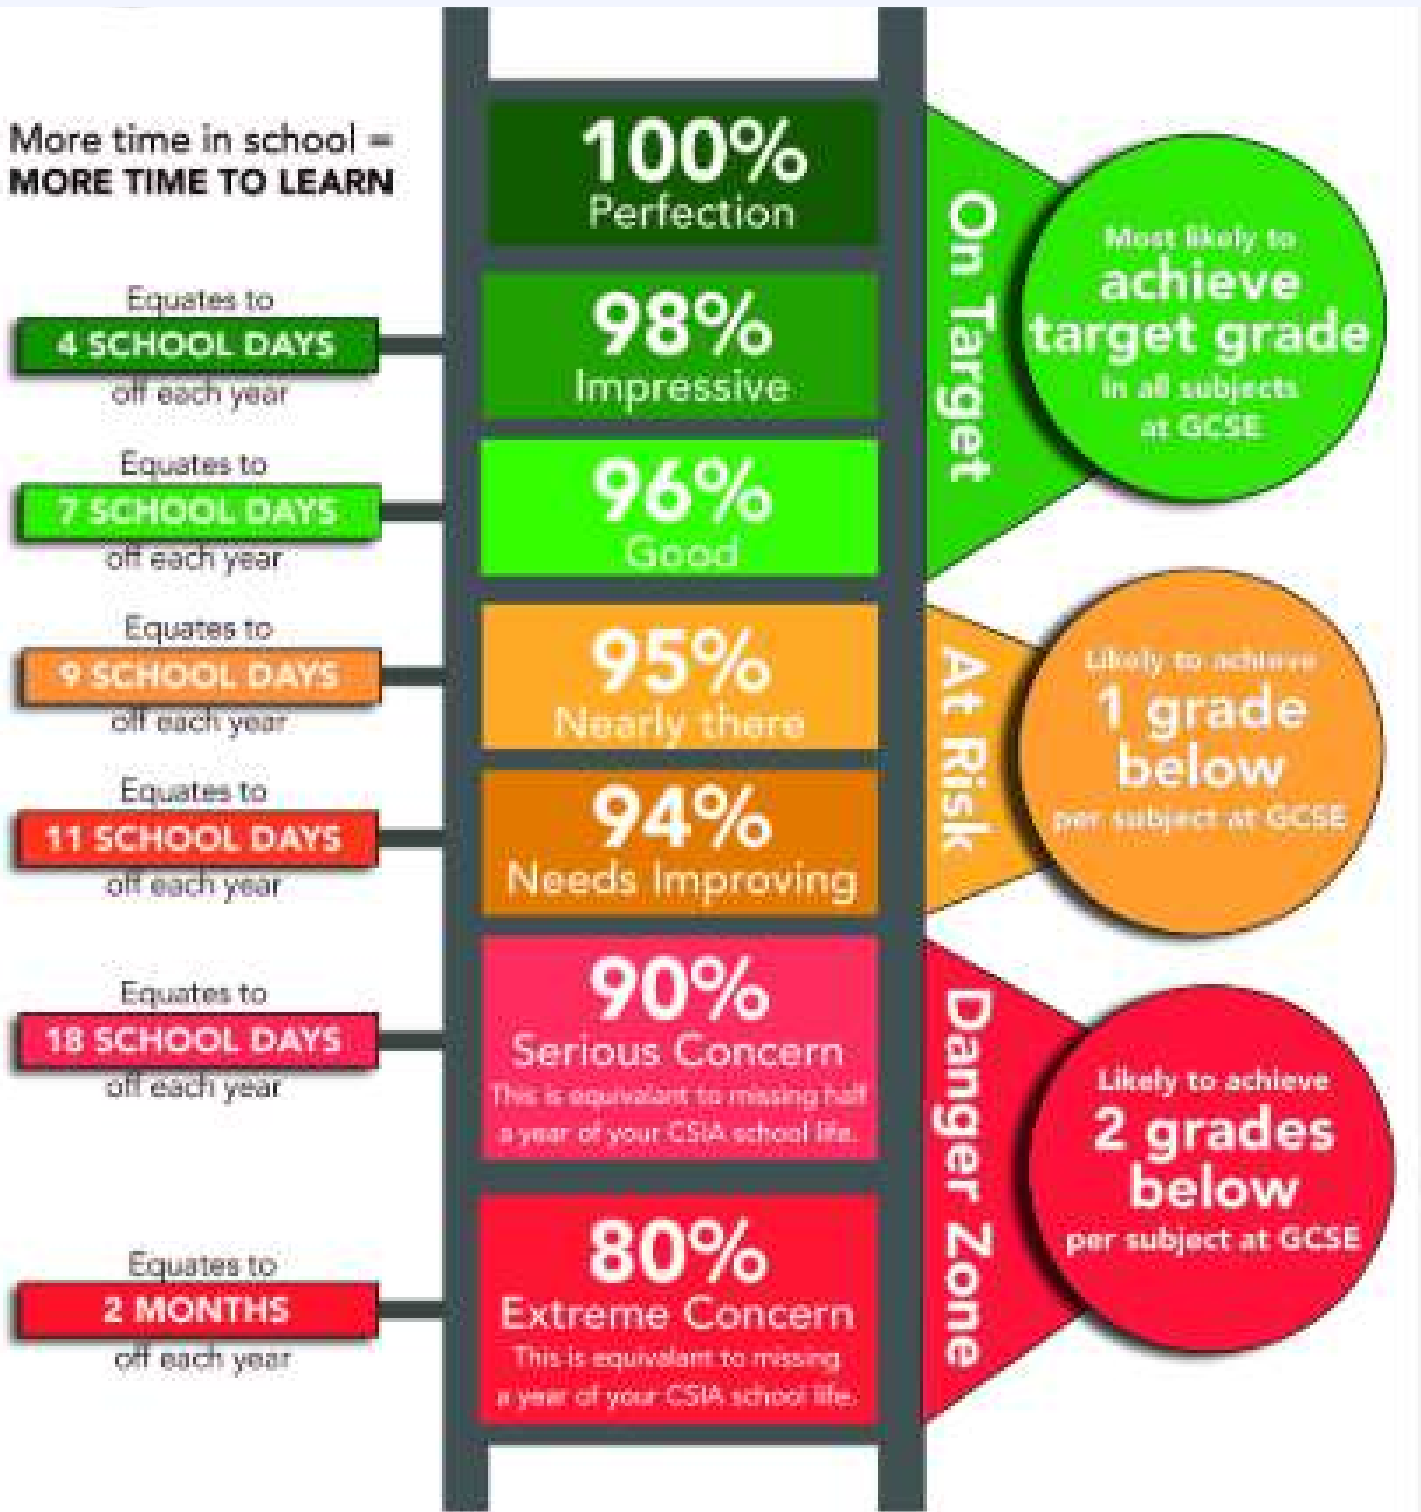 More time in school =
MORE TIME TO LEARN
100%
Perfection
Equates to
4 SCHOOL DAYS
off each year
98%
Impressive
Equates to
7 SCHOOL DAYS
off each year
96%
Good
On Target
Most likely to
achieve
target grade
in all subjects
at GCSE
Equates to
9 SCHOOL DAYS
off each year
95%
Nearly there
Equates to
11 SCHOOL DAYS
off each year
94%
Needs Improving
At Risk
Likely to achieve
1 grade
below
per subject at GCSE
Equates to
18 SCHOOL DAYS
off each year
90%
Serious Concern
This is equivalant to missing half
a year of your CSIA school life.
Equates to
2 MONTHS
off each year
80%
Extreme Concern
This is equivalant to missing
a year of your CSIA school life.
Danger Zone
Likely to achieve
2 grades
below
per subject at GCSE